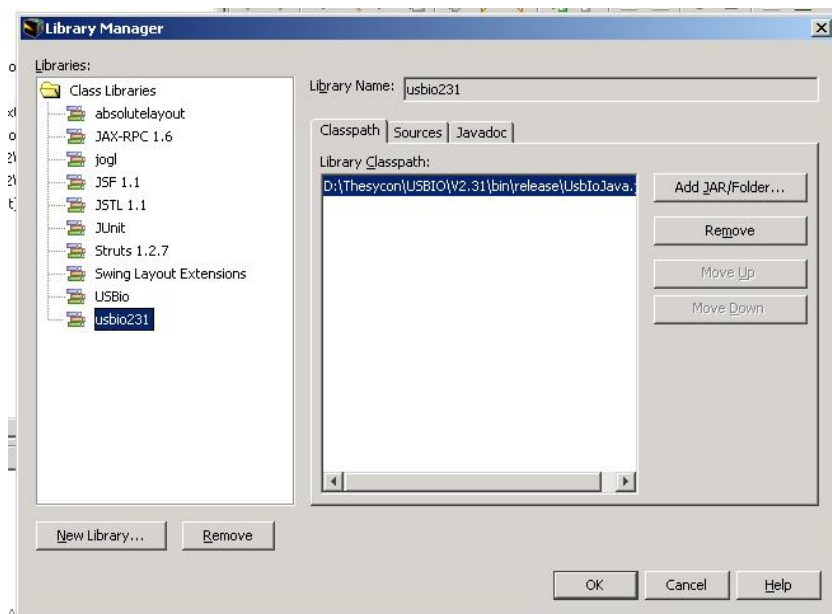 Library Manager
Libraries:
Class Libraries
absolutelayout
JAX-RPC 1.6
jogl
JSF 1.1
JSTL 1.1
JUnit
Struts 1.2.7
Swing Layout Extensions
USBio
usbio231
New Library...
Remove
Library Name: usbio231
Classpath Sources Javadoc
Library Classpath:
D:\Thesycon\USBIO\V2.31\bin\release\UsbIoJava.
Add JAR/Folder...
Remove
Move Up
Move Down
OK Cancel Help